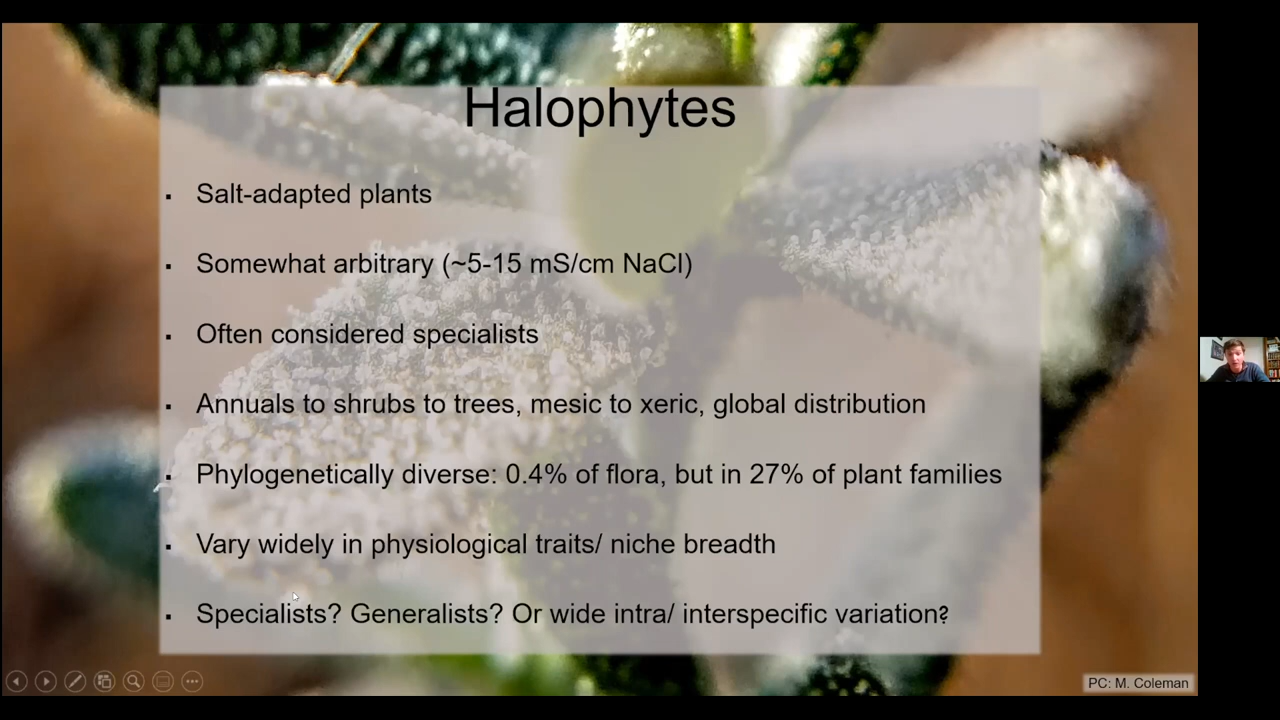 Halophytes
▪ Salt-adapted plants
▪ Somewhat arbitrary (~5-15 mS/cm NaCl)
▪ Often considered specialists
▪ Annuals to shrubs to trees, mesic to xeric, global distribution
▪ Phylogenetically diverse: 0.4% of flora, but in 27% of plant families
▪ Vary widely in physiological traits/ niche breadth
▪ Specialists? Generalists? Or wide intra/ interspecific variation?
PC: M. Coleman